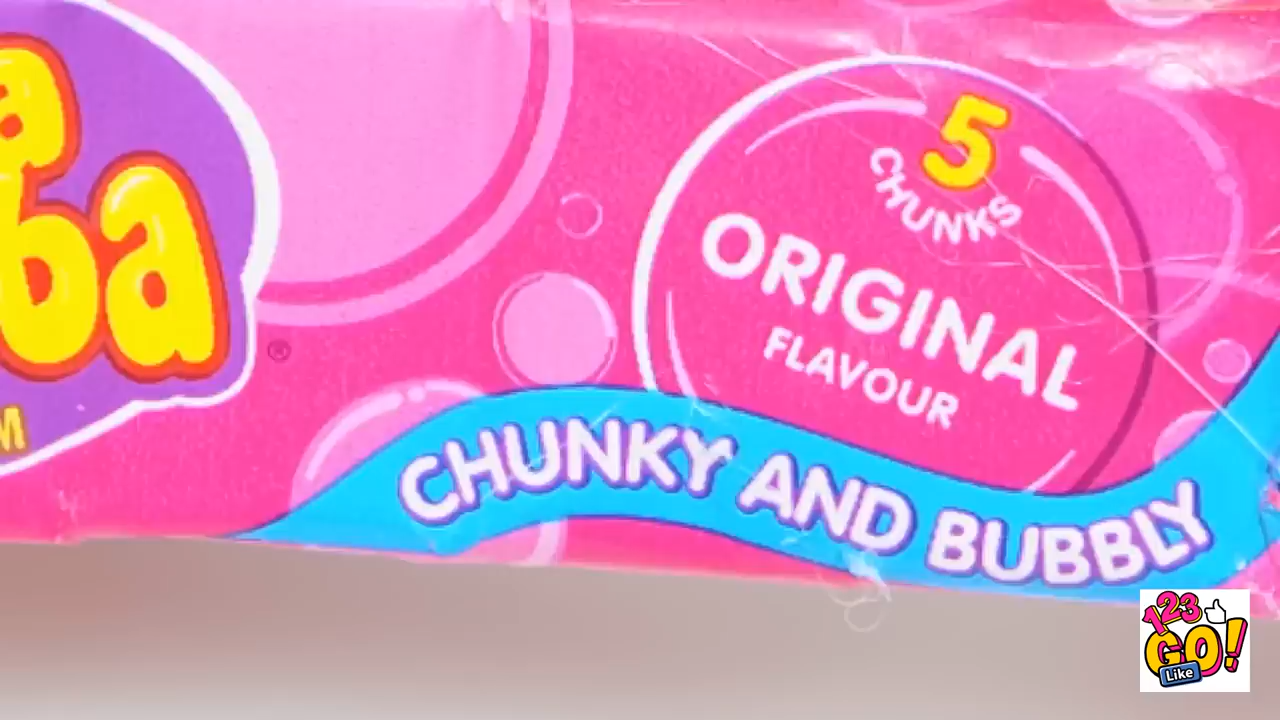 a
ba
®
M
5
CHUNKS
ORIGINAL
FLAVOUR
CHUNKY AND BUBBLY
123
GO!
Like